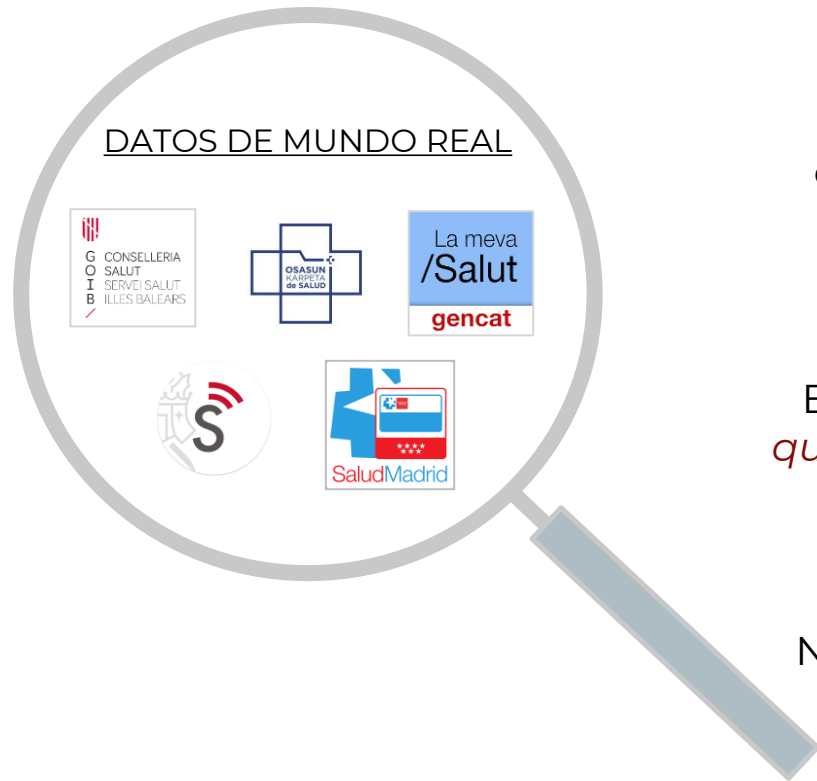 DATOS DE MUNDO REAL
G CONSELLERIA
O SALUT
I SERVEI SALUT
B ILLES BALEARS
/
OSASUN
KARPETA
de SALUD
La meva
/Salut
gencat
S
SaludMadrid
E
qu
N